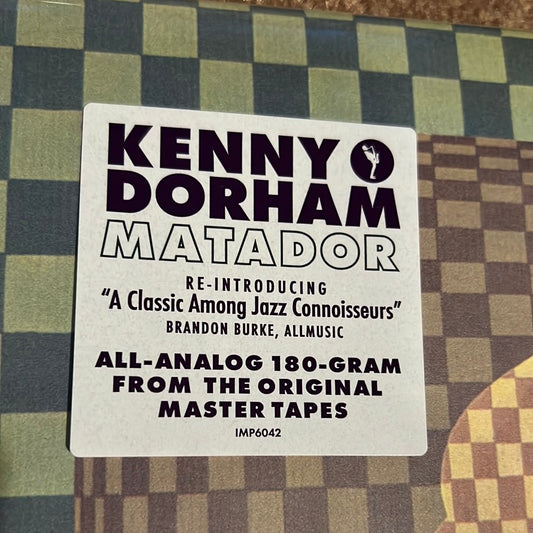 KENNY
DORHAM
MATADOR
RE-INTRODUCING
“A Classic Among Jazz Connoisseurs”
BRANDON BURKE, ALLMUSIC
ALL-ANALOG 180-GRAM
FROM THE ORIGINAL
MASTER TAPES
IMP6042